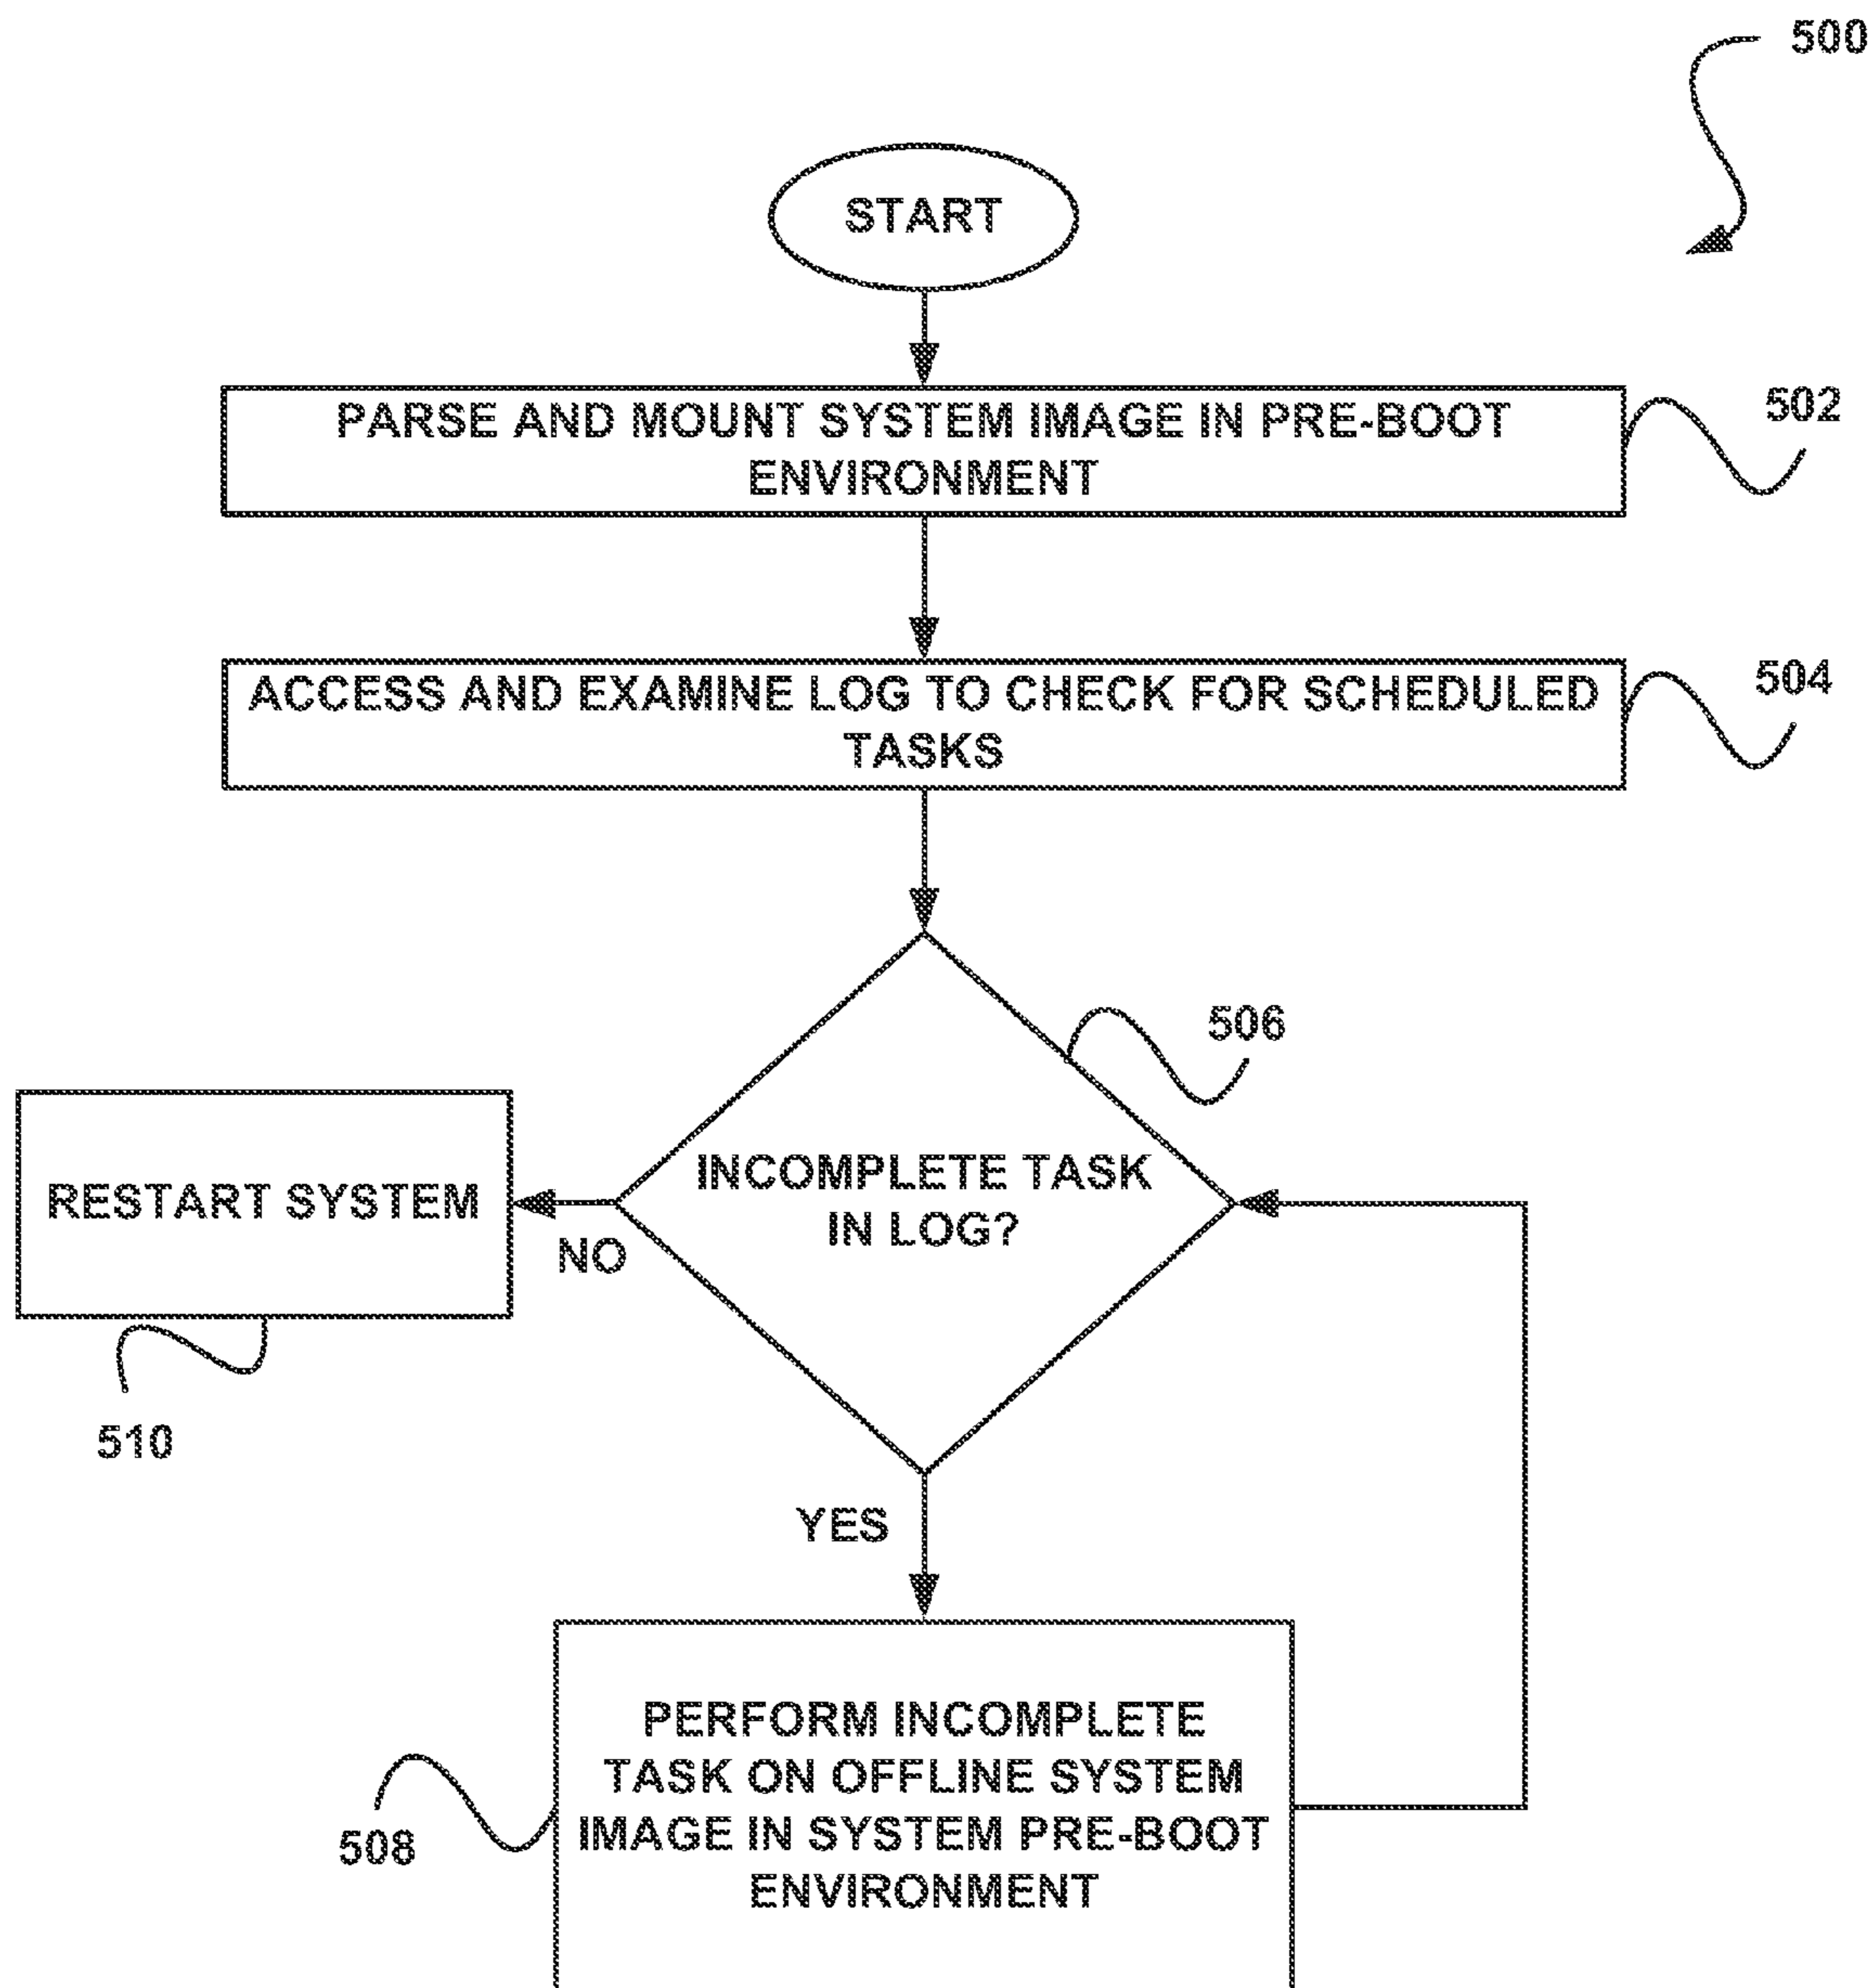 500
START
PARSE AND MOUNT SYSTEM IMAGE IN PRE-BOOT
ENVIRONMENT
502
ACCESS AND EXAMINE LOG TO CHECK FOR SCHEDULED
TASKS
504
506
INCOMPLETE TASK
IN LOG?
RESTART SYSTEM
NO
510
YES
PERFORM INCOMPLETE
TASK ON OFFLINE SYSTEM
IMAGE IN SYSTEM PRE-BOOT
ENVIRONMENT
508